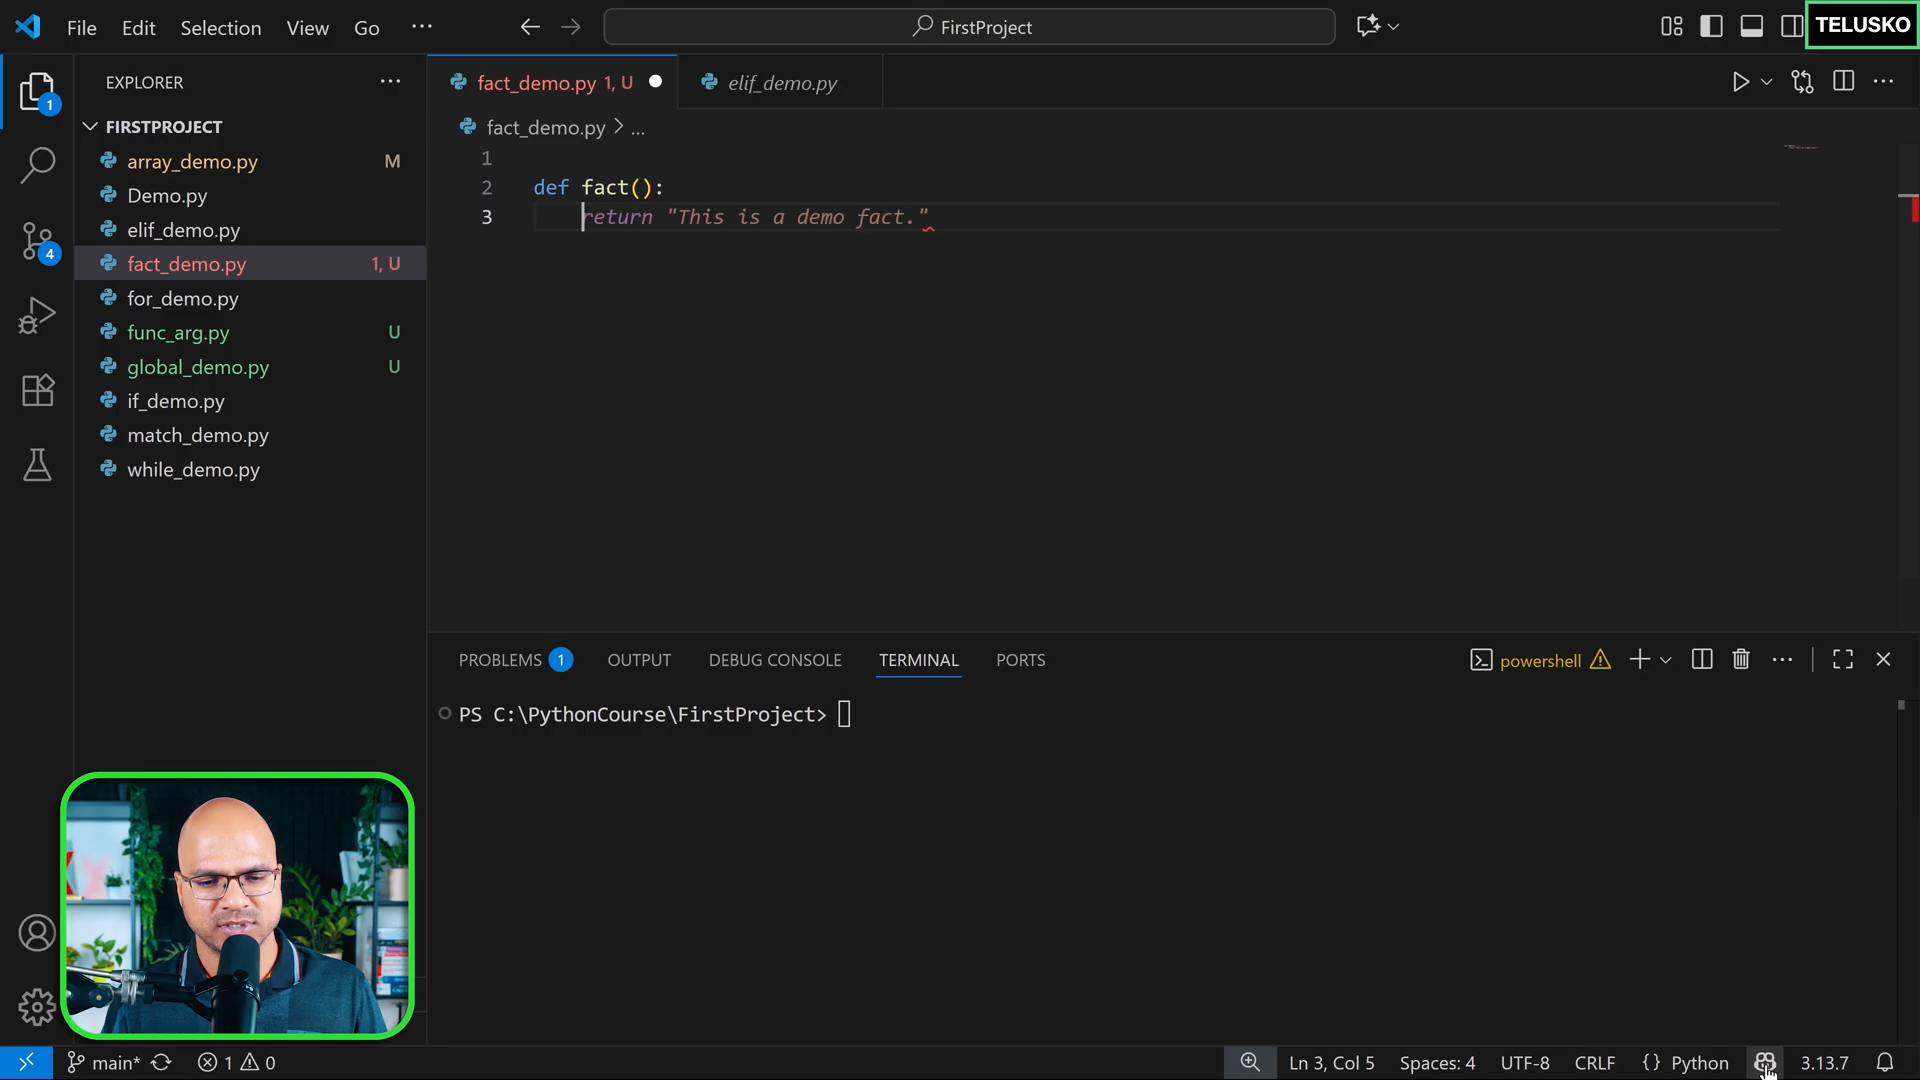 File Edit Selection View Go ... FirstProject TELUSKO
EXPLORER
fact_demo.py 1, U
elif_demo.py
FIRSTPROJECT
fact_demo.py > ...
array_demo.py M
Demo.py
elif_demo.py
fact_demo.py 1, U
for_demo.py
func_arg.py U
global_demo.py U
if_demo.py
match_demo.py
while_demo.py
1
2 def fact():
3 return "This is a demo fact."
PROBLEMS 1 OUTPUT DEBUG CONSOLE TERMINAL PORTS powershell
PS C:\PythonCourse\FirstProject>
1
4
main* 1 0 Ln 3, Col 5 Spaces: 4 UTF-8 CRLF {} Python 3.13.7